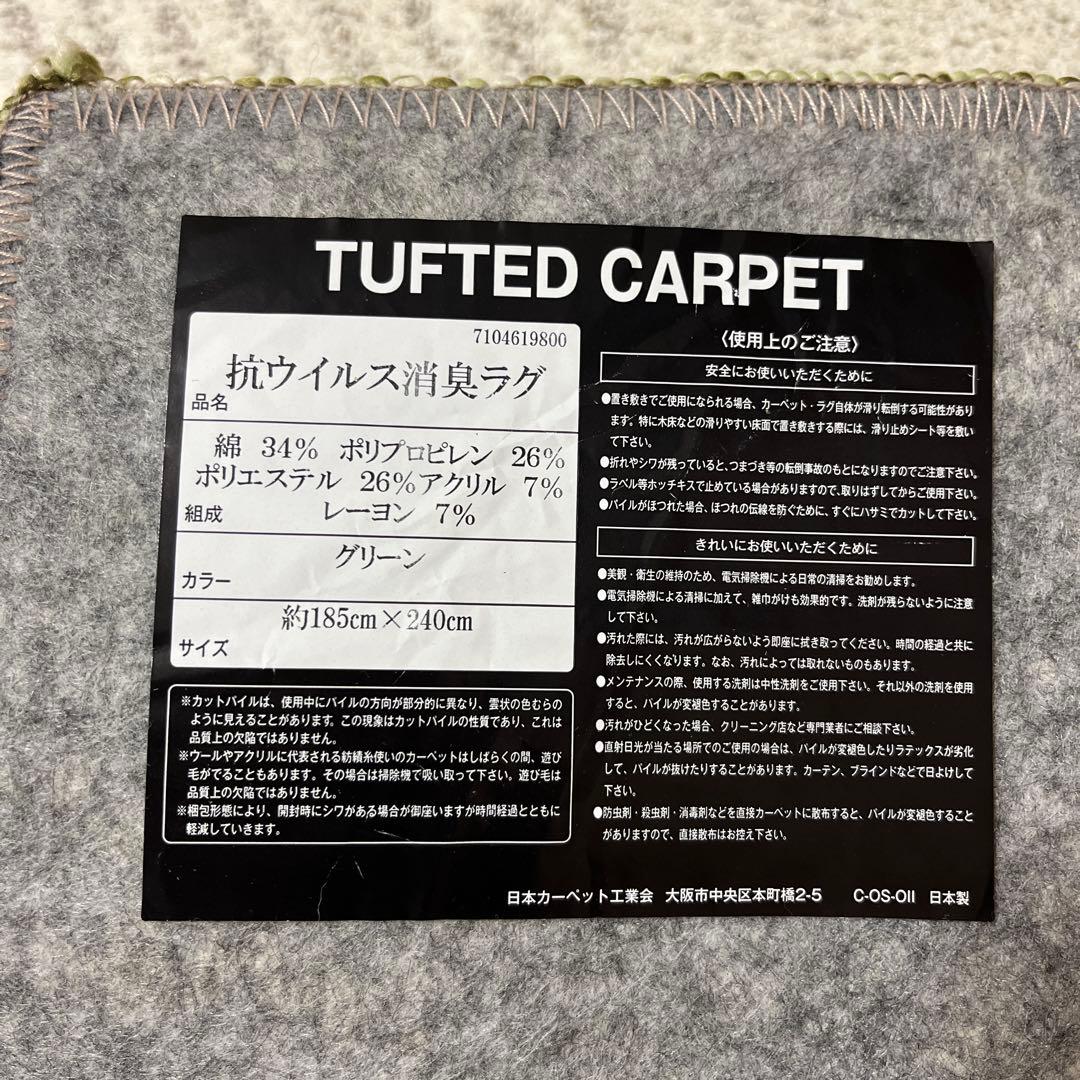 TUFTED CARPET
7104619800
抗ウイルス消臭ラグ
品名
綿 34% ポリプロピレン 26%
ポリエステル 26%アクリル 7%
組成 レーヨン 7%
グリーン
カラー
約185cm×240cm
サイズ
※カットパイルは、使用中にパイルの方向が部分的に異なり、雲状の色むらの
ように見えることがあります。この現象はカットパイルの性質であり、これは
品質上の欠陥ではありません。
※ウールやアクリルに代表される紡績糸使いのカーペットはしばらくの間、遊び
毛がでることもあります。その場合は掃除機で吸い取って下さい。遊び毛は
品質上の欠陥ではありません。
※梱包形態により、開封時にシワがある場合が御座いますが時間経過とともに
軽減していきます。
〈使用上のご注意〉
安全にお使いいただくために
●置き敷きでご使用になられる場合、カーペット・ラグ自体が滑り転倒する可能性があり
ます。特に木床などの滑りやすい床面で置き敷きする際には、滑り止めシート等を敷い
て下さい。
●折れやシワが残っていると、つまづき等の転倒事故のもとになりますのでご注意下さい。
●ラベル等ホッチキスで止めている場合がありますので、取りはずしてからご使用下さい。
●パイルがほつれた場合、ほつれの伝線を防ぐために、すぐにハサミでカットして下さい。
きれいにお使いいただくために
●美観・衛生の維持のため、電気掃除機による日常の清掃をお勧めします。
●電気掃除機による清掃に加えて、雑巾がけも効果的です。洗剤が残らないように注意
して下さい。
●汚れた際には、汚れが広がらないよう即座に拭き取ってください。時間の経過と共に
除去しにくくなります。なお、汚れによっては取れないものもあります。
●メンテナンスの際、使用する洗剤は中性洗剤をご使用下さい。それ以外の洗剤を使用
すると、パイルが変褪色することがあります。
●汚れがひどくなった場合、クリーニング店など専門業者にご相談下さい。
●直射日光が当たる場所でのご使用の場合は、パイルが変褪色したりラテックスが劣化
して、パイルが抜けたりすることがあります。カーテン、ブラインドなどで日よけして
下さい。
●防虫剤・殺虫剤・消毒剤などを直接カーペットに散布すると、パイルが変褪色すること
がありますので、直接散布はお控え下さい。
日本カーペット工業会 大阪市中央区本町橋2-5 C-OS-OII 日本製